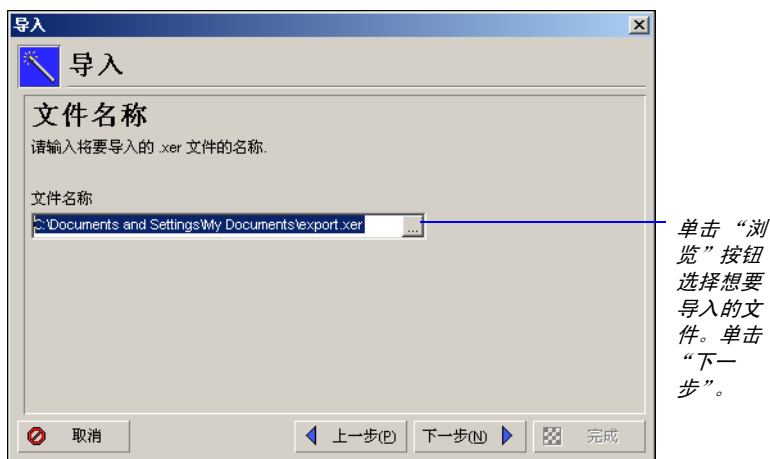 导入
导入
文件名称
请输入将要导入的 .xer 文件的名称.
文件名称
C:\Documents and Settings\My Documents\export.xer
...
单击 “浏
览”按钮
选择想要
导入的文
件。单击
“下一
步”。
取消
上一步(P)
下一步(N)
完成